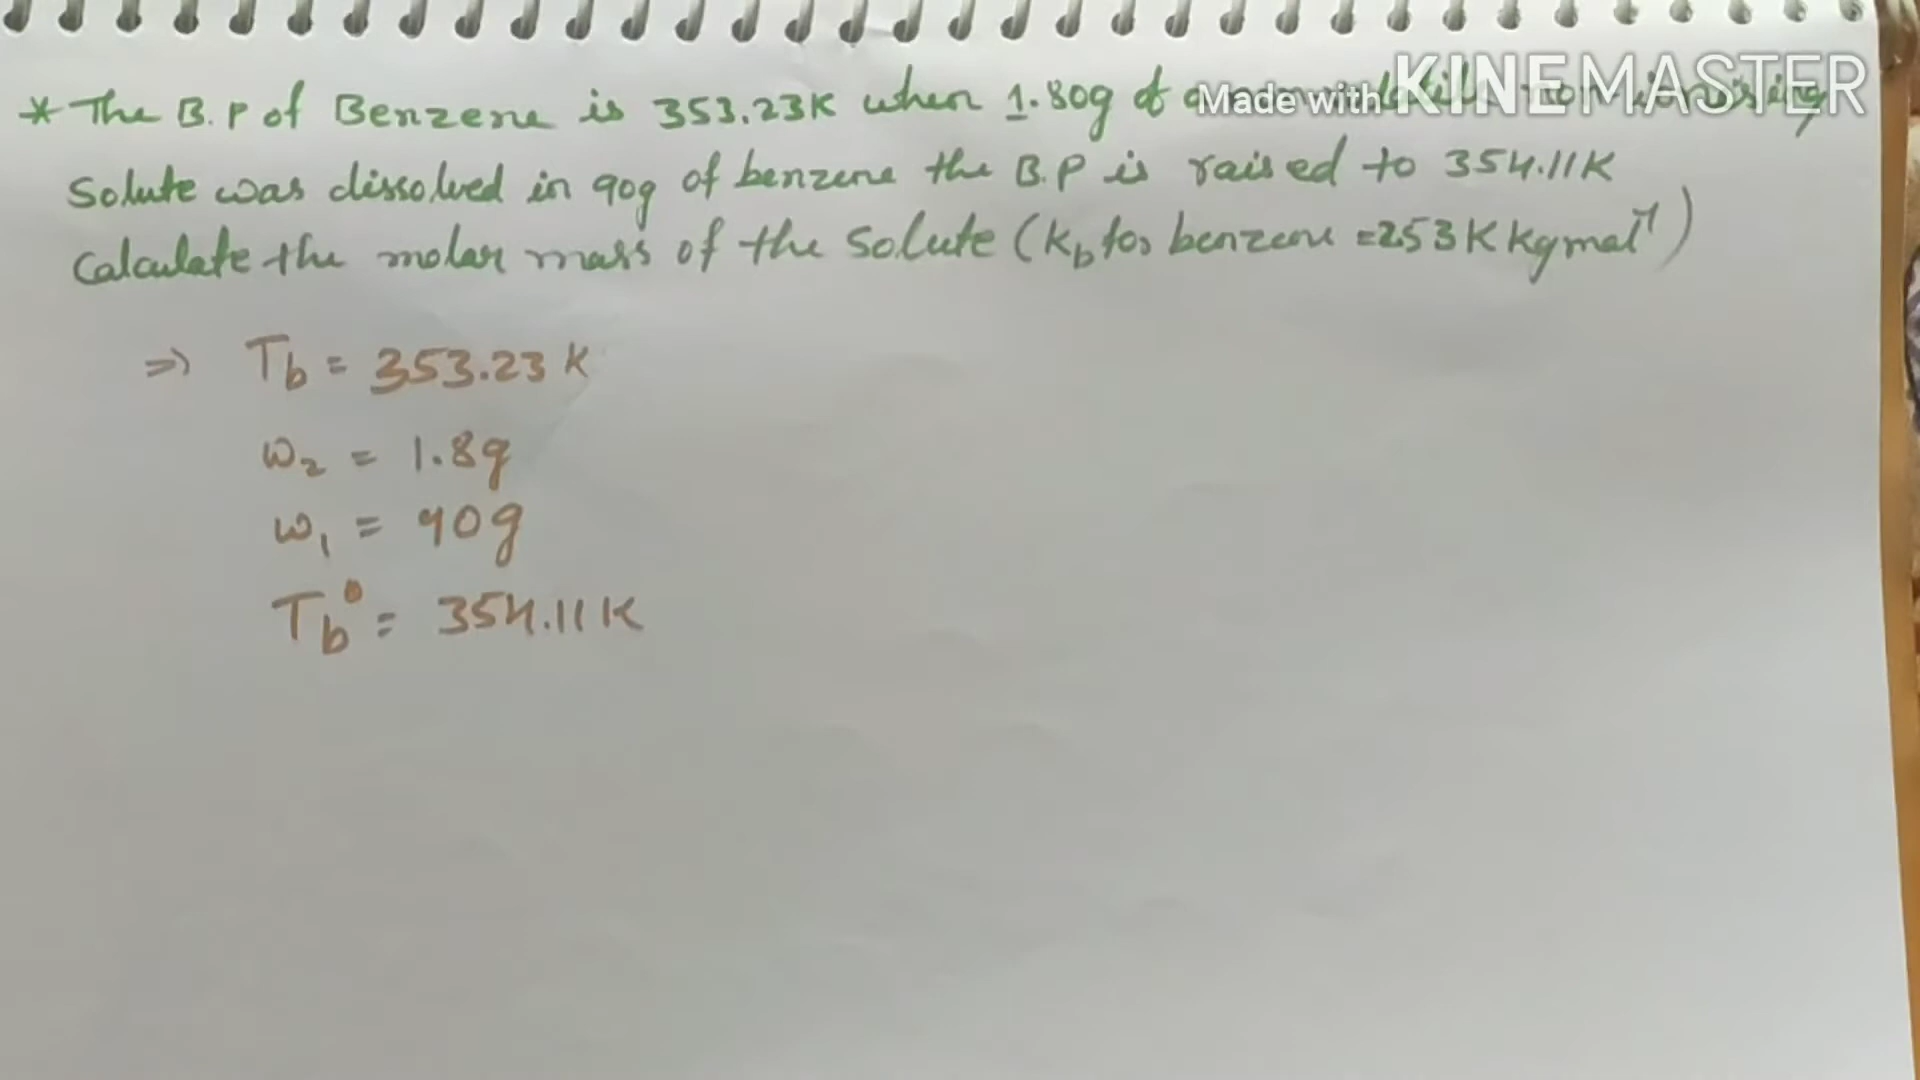 * The B.P of Benzene is 353.23K when 1.80g of
Made with KINEMASTER
Solute was dissolved in 90g of benzene the B.P is raised to 354.11K
Calculate the molar mass of the solute (Kb for benzene =2.53 K Kg mol⁻¹)
⇒ Tb = 353.23 K
w₂ = 1.8g
w₁ = 90g
Tb° = 354.11 K